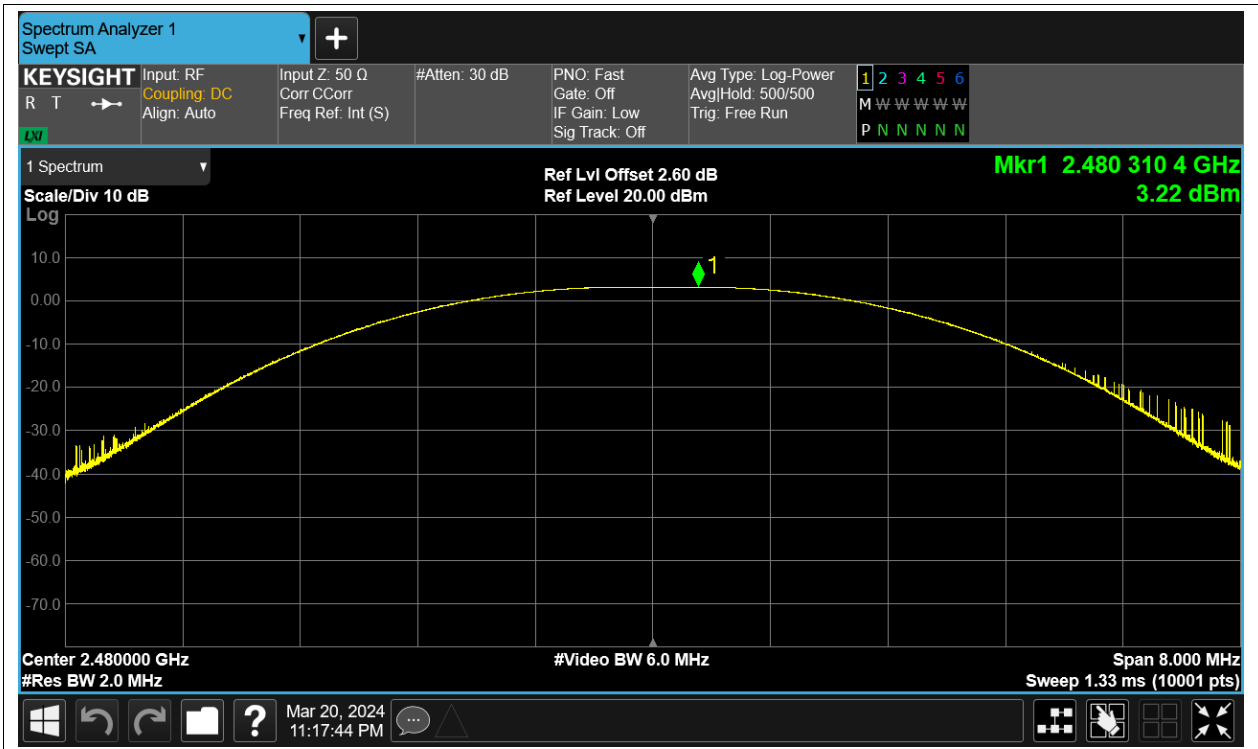 Spectrum Analyzer 1
Swept SA
KEYSIGHT
R T
LXI
Input: RF
Coupling: DC
Align: Auto
Input Z: 50 Ω
Corr CCorr
Freq Ref: Int (S)
#Atten: 30 dB
PNO: Fast
Gate: Off
IF Gain: Low
Sig Track: Off
Avg Type: Log-Power
Avg|Hold: 500/500
Trig: Free Run
1 2 3 4 5 6
M W W W W W
P N N N N N
1 Spectrum
Scale/Div 10 dB
Log
Ref Lvl Offset 2.60 dB
Ref Level 20.00 dBm
Mkr1 2.480 310 4 GHz
3.22 dBm
1
10.0
0.00
-10.0
-20.0
-30.0
-40.0
-50.0
-60.0
-70.0
Center 2.480000 GHz
#Res BW 2.0 MHz
#Video BW 6.0 MHz
Span 8.000 MHz
Sweep 1.33 ms (10001 pts)
?
Mar 20, 2024
11:17:44 PM